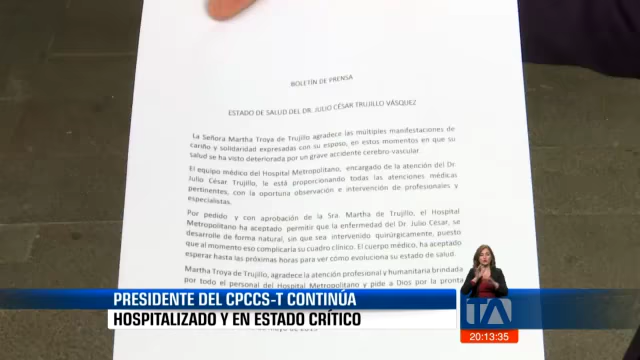 BOLETÍN DE PRENSA
ESTADO DE SALUD DEL DR. JULIO CÉSAR TRUJILLO VÁSQUEZ
La Señora Martha Troya de Trujillo agradece las múltiples manifestaciones de
cariño y solidaridad expresadas con su esposo, en estos momentos en que su
salud se ha visto deteriorada por un grave accidente cerebro-vascular.
El equipo médico del Hospital Metropolitano, encargado de la atención del Dr.
Julio César Trujillo, le está proporcionando todas las atenciones médicas
pertinentes, con la oportuna observación e intervención de profesionales y
especialistas.
Por pedido y con aprobación de la Sra. Martha de Trujillo, el Hospital
Metropolitano ha aceptado permitir que la enfermedad del Dr. Julio César, se
desarrolle de forma natural, sin que sea intervenido quirúrgicamente, puesto
que al momento eso complicaría su cuadro clínico. El cuerpo médico, ha aceptado
esperar hasta las próximas horas para ver cómo evoluciona su estado de salud.
Martha Troya de Trujillo, agradece la atención profesional y humanitaria brindada
por todo el personal del Hospital Metropolitano y pide a Dios por la pronta
PRESIDENTE DEL CPCCS-T CONTINÚA
HOSPITALIZADO Y EN ESTADO CRÍTICO
TA
20:13:35